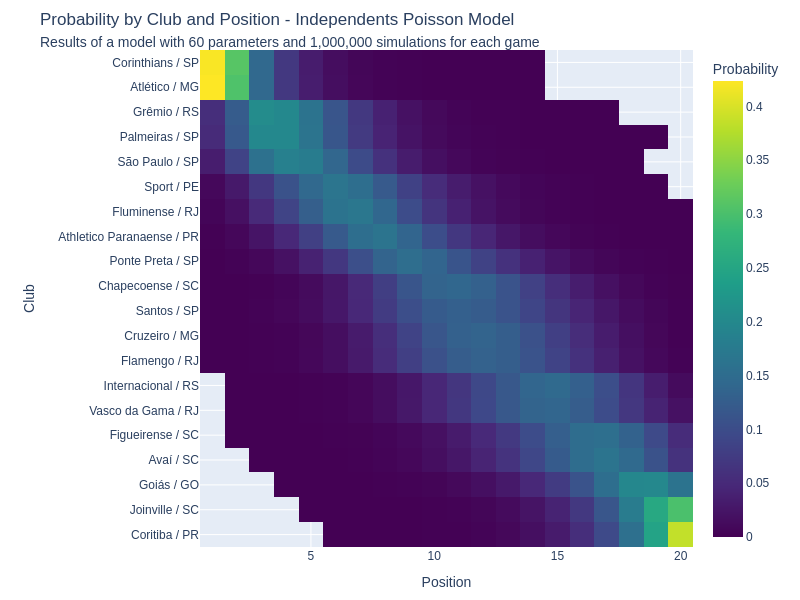 Probability by Club and Position - Independents Poisson Model
Results of a model with 60 parameters and 1,000,000 simulations for each game
Probability
Corinthians / SP
Atlético / MG
Grêmio / RS
Palmeiras / SP
São Paulo / SP
Sport / PE
Fluminense / RJ
Athletico Paranaense / PR
Ponte Preta / SP
Chapecoense / SC
Santos / SP
Cruzeiro / MG
Flamengo / RJ
Internacional / RS
Vasco da Gama / RJ
Figueirense / SC
Avaí / SC
Goiás / GO
Joinville / SC
Coritiba / PR
Club
5
10
15
20
Position
0.4
0.35
0.3
0.25
0.2
0.15
0.1
0.05
0